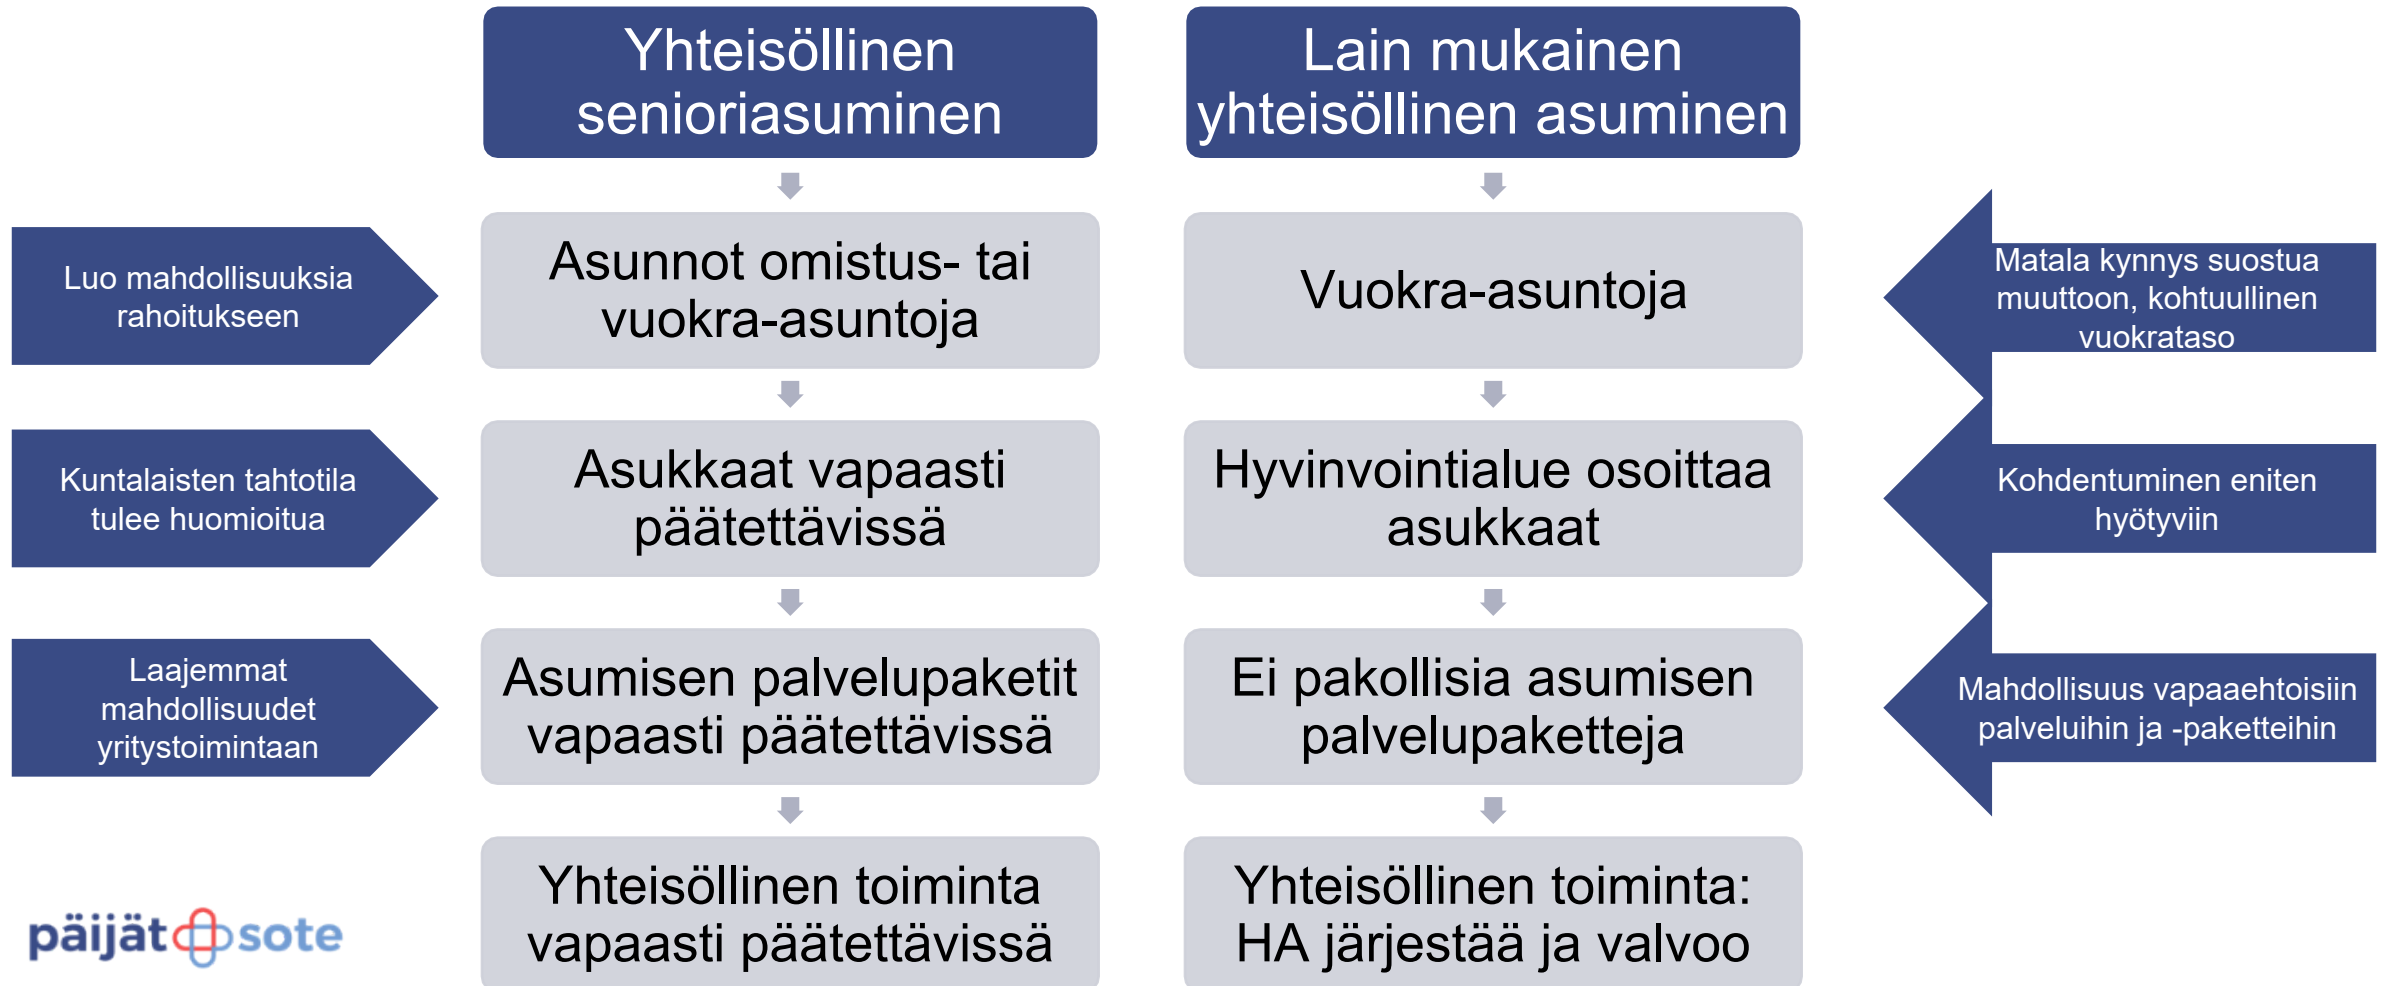 Yhteisöllinen
senioriasuminen
Lain mukainen
yhteisöllinen asuminen
Luo mahdollisuuksia
rahoitukseen
Asunnot omistus- tai
vuokra-asuntoja
Vuokra-asuntoja
Matala kynnys suostua
muuttoon, kohtuullinen
vuokrataso
Kuntalaisten tahtotila
tulee huomioitua
Asukkaat vapaasti
päätettävissä
Hyvinvointialue osoittaa
asukkaat
Kohdentuminen eniten
hyötyviin
Laajemmat
mahdollisuudet
yritystoimintaan
Asumisen palvelupaketit
vapaasti päätettävissä
Ei pakollisia asumisen
palvelupaketteja
Mahdollisuus vapaaehtoisiin
palveluihin ja -paketteihin
Yhteisöllinen toiminta
vapaasti päätettävissä
Yhteisöllinen toiminta:
HA järjestää ja valvoo
päijät sote